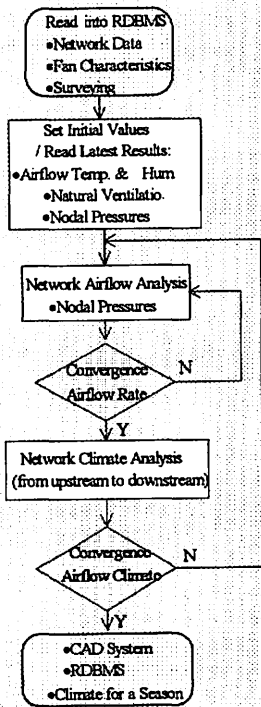 Read into RDBMS
•Network Data
•Fan Characteristics
•Surveying
Set Initial Values
/ Read Latest Results:
•Airflow Temp. & Hum
•Natural Ventilatio.
•Nodal Pressures
Network Airflow Analysis
•Nodal Pressures
Convergence
Airflow Rate
N
Y
Network Climate Analysis
(from upstream to downstream)
Convergence
Airflow Climate
N
Y
•CAD System
•RDBMS
•Climate for a Season